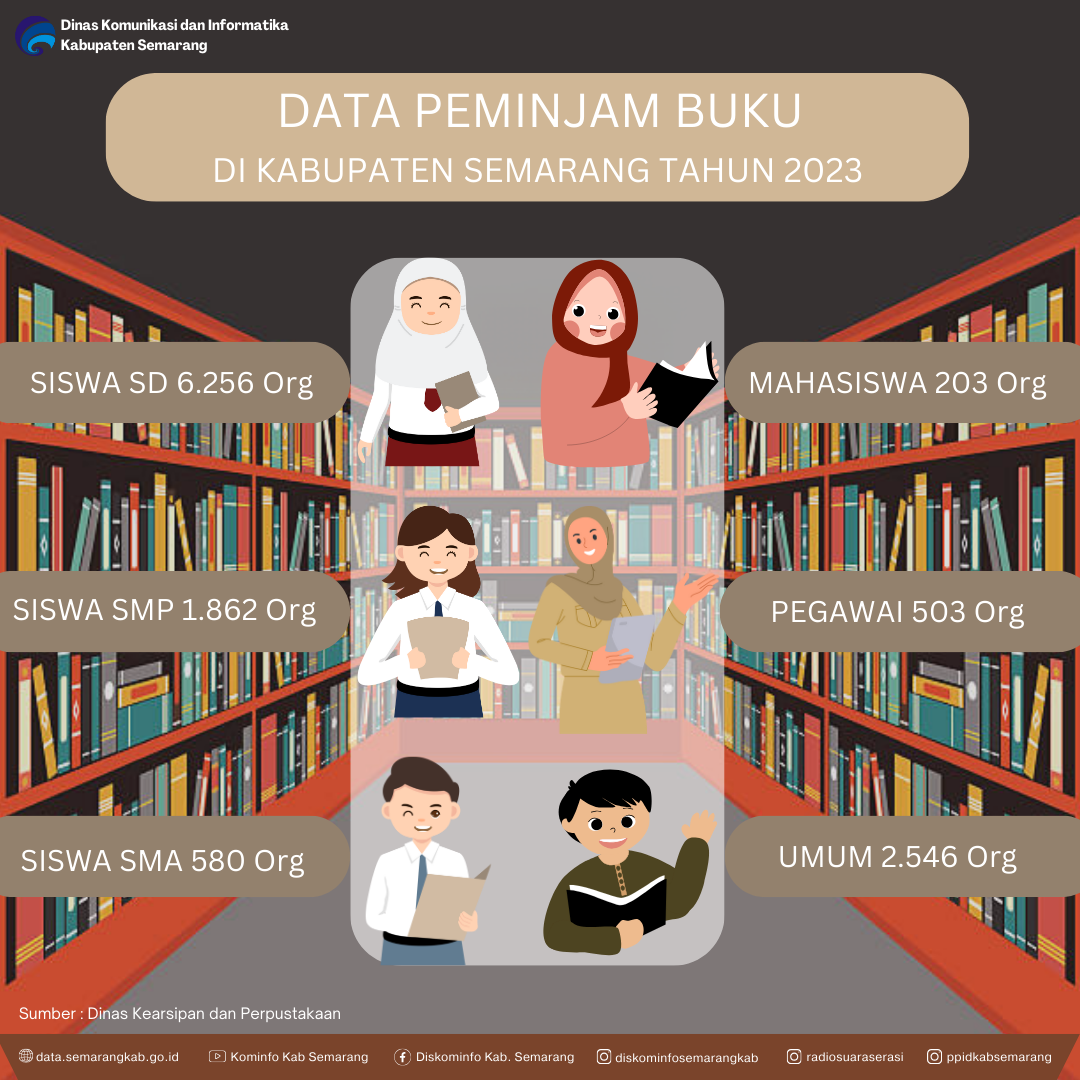 Dinas Komunikasi dan Informatika
Kabupaten Semarang
DATA PEMINJAM BUKU
DI KABUPATEN SEMARANG TAHUN 2023
SISWA SD 6.256 Org
MAHASISWA 203 Org
SISWA SMP 1.862 Org
PEGAWAI 503 Org
SISWA SMA 580 Org
UMUM 2.546 Org
Sumber : Dinas Kearsipan dan Perpustakaan
data.semarangkab.go.id
Kominfo Kab Semarang
Diskominfo Kab. Semarang
diskominfosemarangkab
radiosuaraserasi
ppidkabsemarang